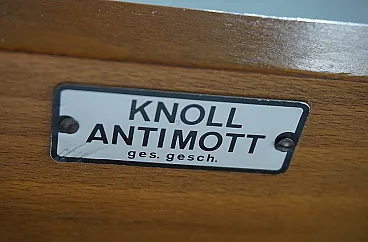 KNOLL
ANTIMOTT
ges. gesch.